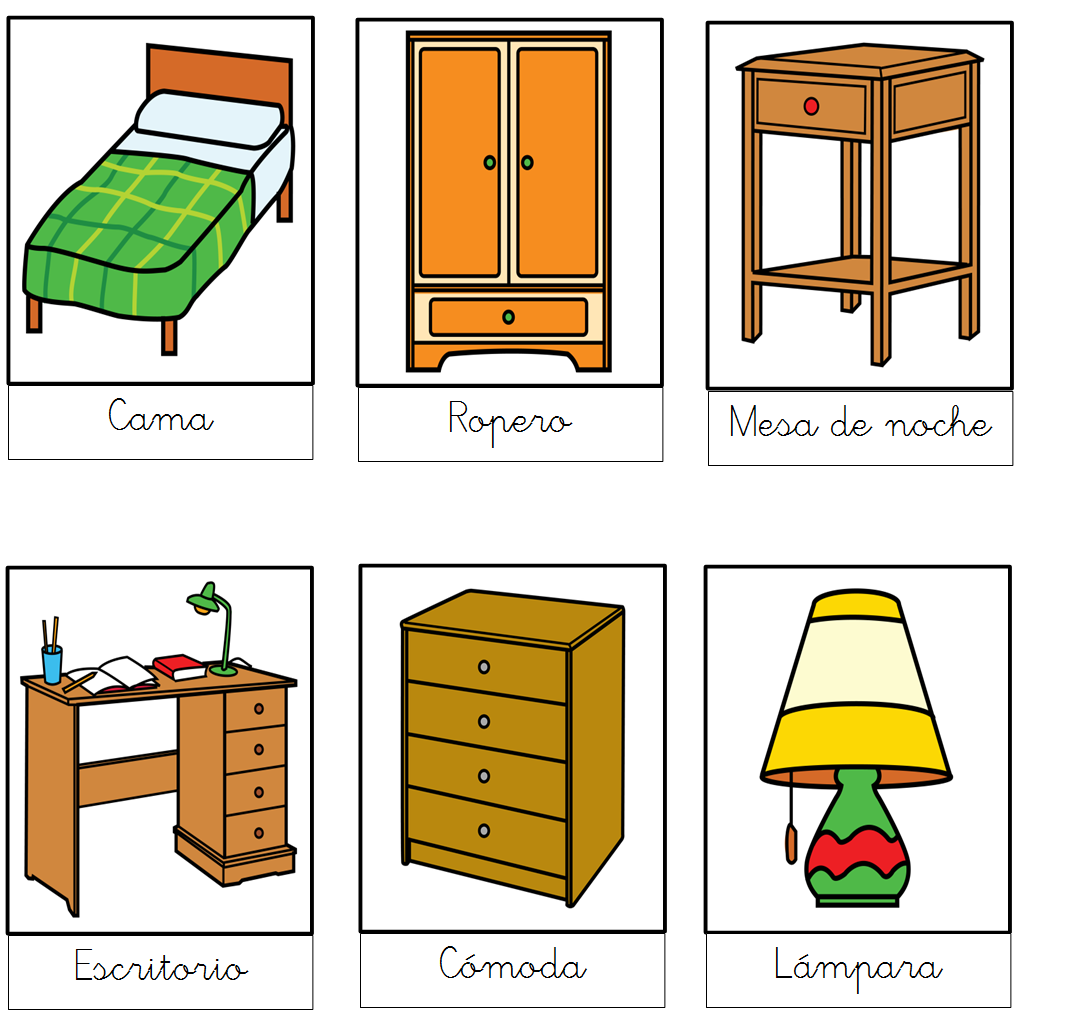 Cama
Ropero
Mesa de noche
Escritorio
Cómoda
Lámpara